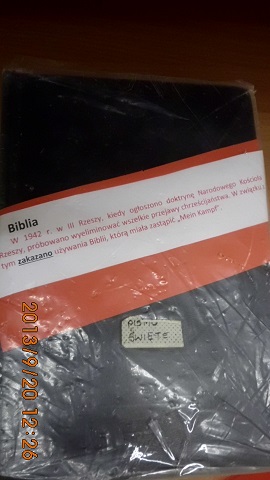 Biblia
W 1942 r. w III Rzeszy, kiedy ogłoszono doktrynę Narodowego Kościoła
Rzeszy, próbowano wyeliminować wszelkie przejawy chrześcijaństwa. W związku z
tym zakazano używania Biblii, którą miała zastąpić „Mein Kampf".
PISMO
ŚWIĘTE
2013/9/20 12:26